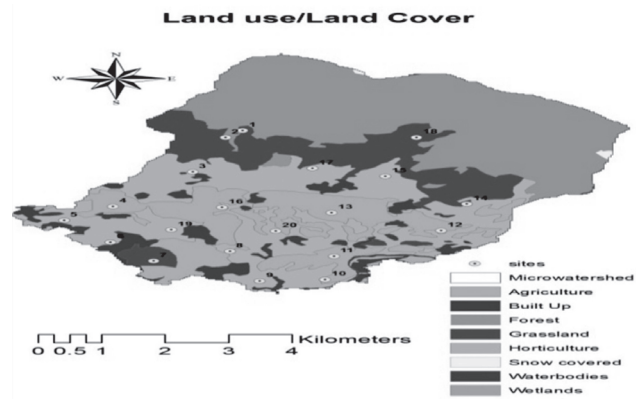 Land use/Land Cover
N
W E
S
1
2
18
3
17
15
4
16
14
5
13
19
20
12
6
8
7
11
9
10
sites
Microwatershed
Agriculture
Built Up
Forest
Grassland
Horticulture
Snow covered
Waterbodies
Wetlands
Kilometers
0 0.5 1 2 3 4